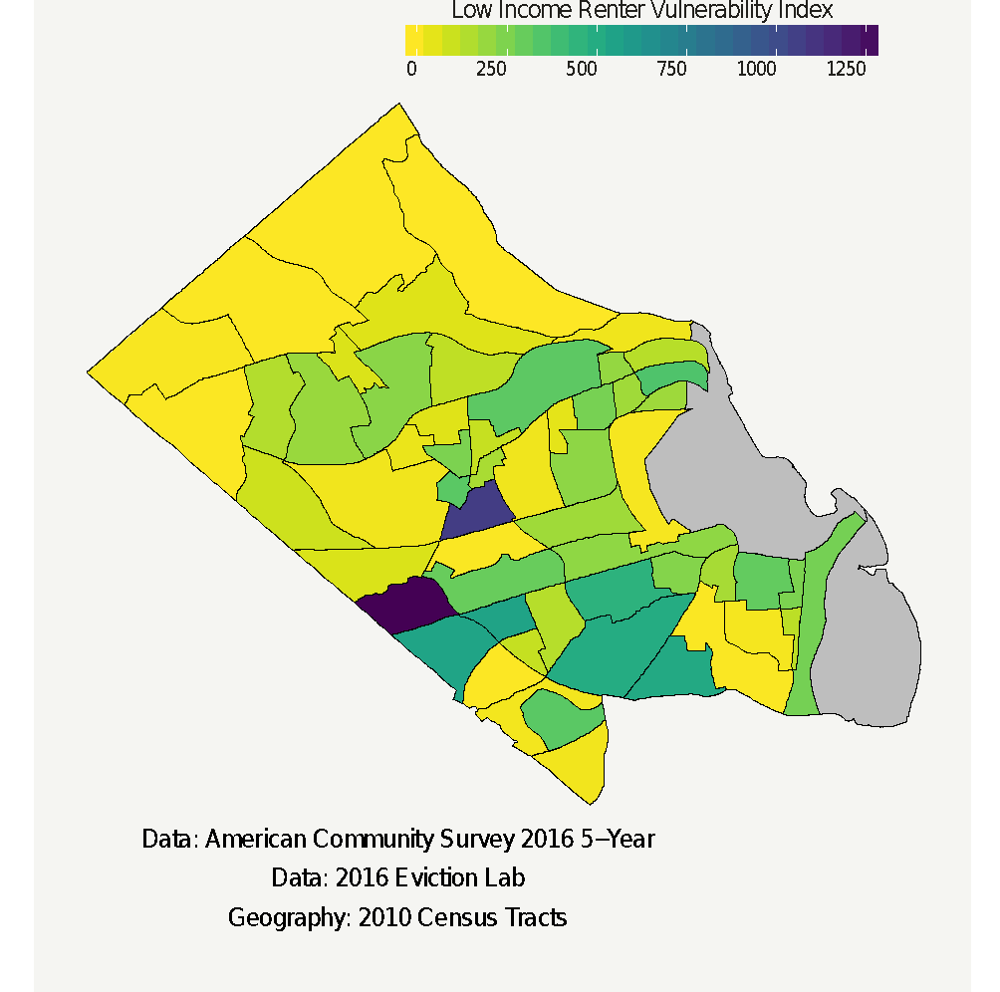 Low Income Renter Vulnerability Index
0 250 500 750 1000 1250
Data: American Community Survey 2016 5−Year
Data: 2016 Eviction Lab
Geography: 2010 Census Tracts